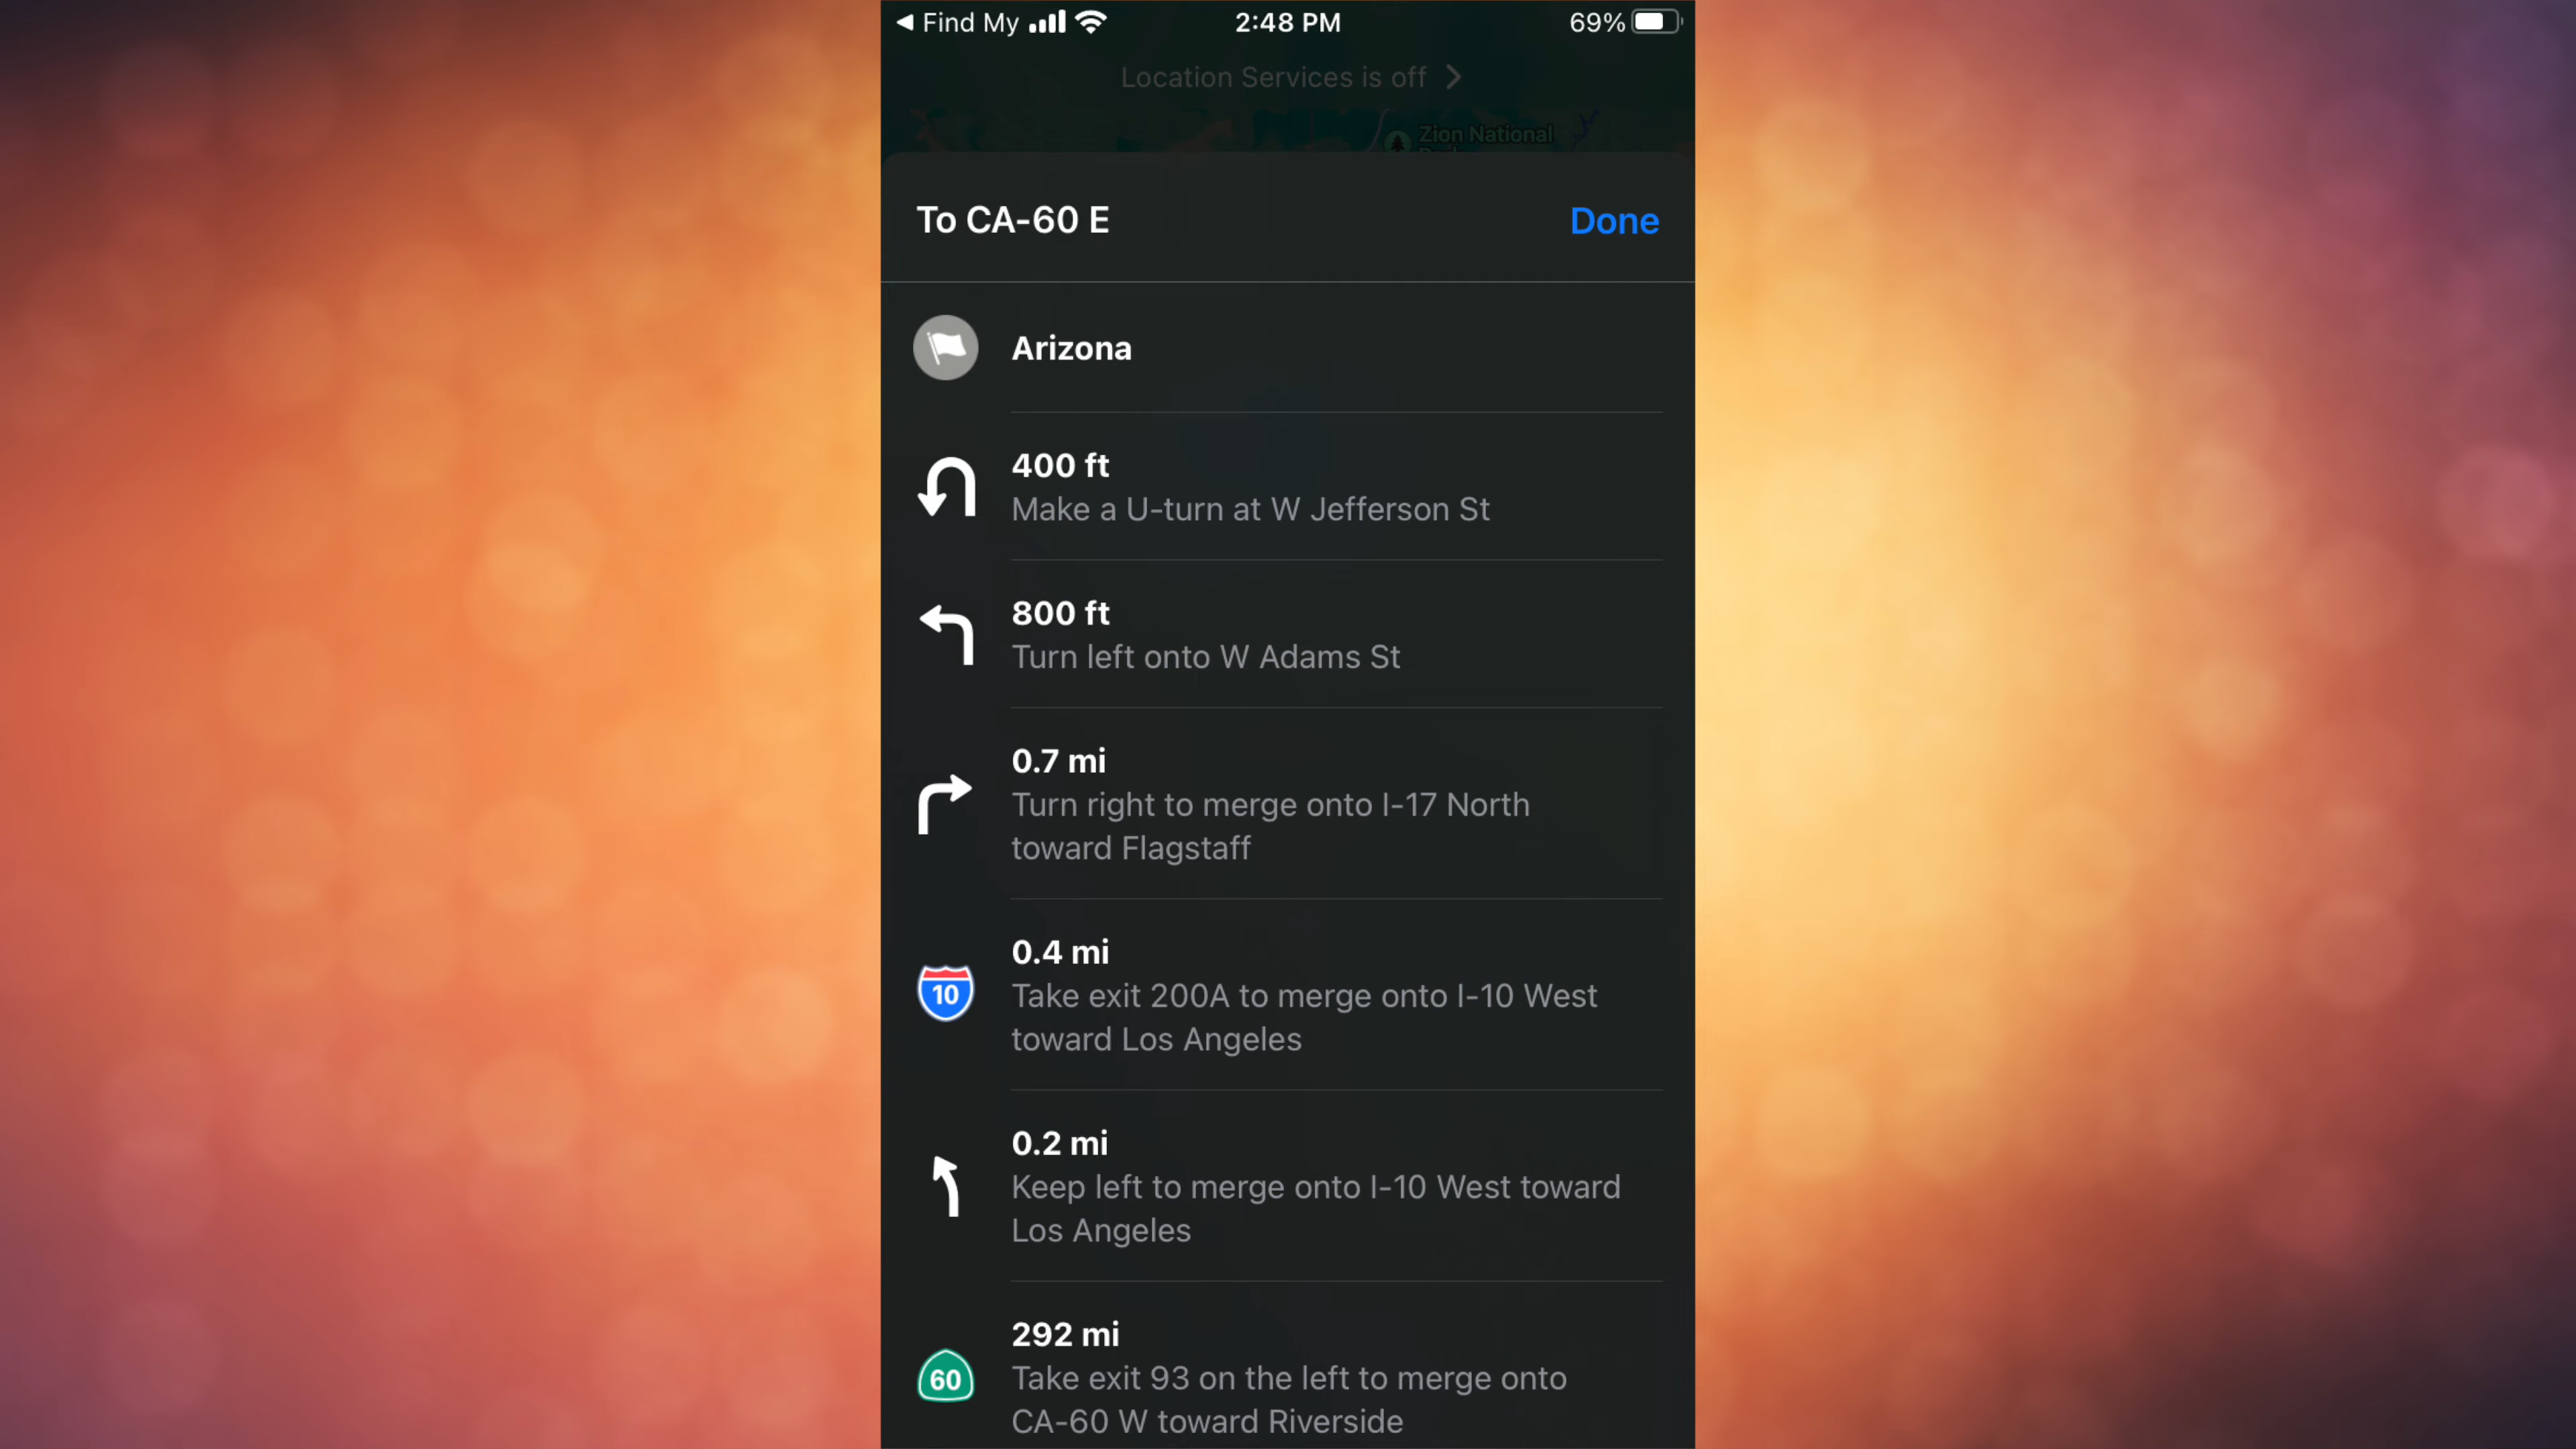 Find My 2:48 PM 69%
Location Services is off
Zion National
To CA-60 E Done
Arizona
400 ft
Make a U-turn at W Jefferson St
800 ft
Turn left onto W Adams St
0.7 mi
Turn right to merge onto I-17 North
toward Flagstaff
0.4 mi
10
Take exit 200A to merge onto I-10 West
toward Los Angeles
0.2 mi
Keep left to merge onto I-10 West toward
Los Angeles
292 mi
60
Take exit 93 on the left to merge onto
CA-60 W toward Riverside